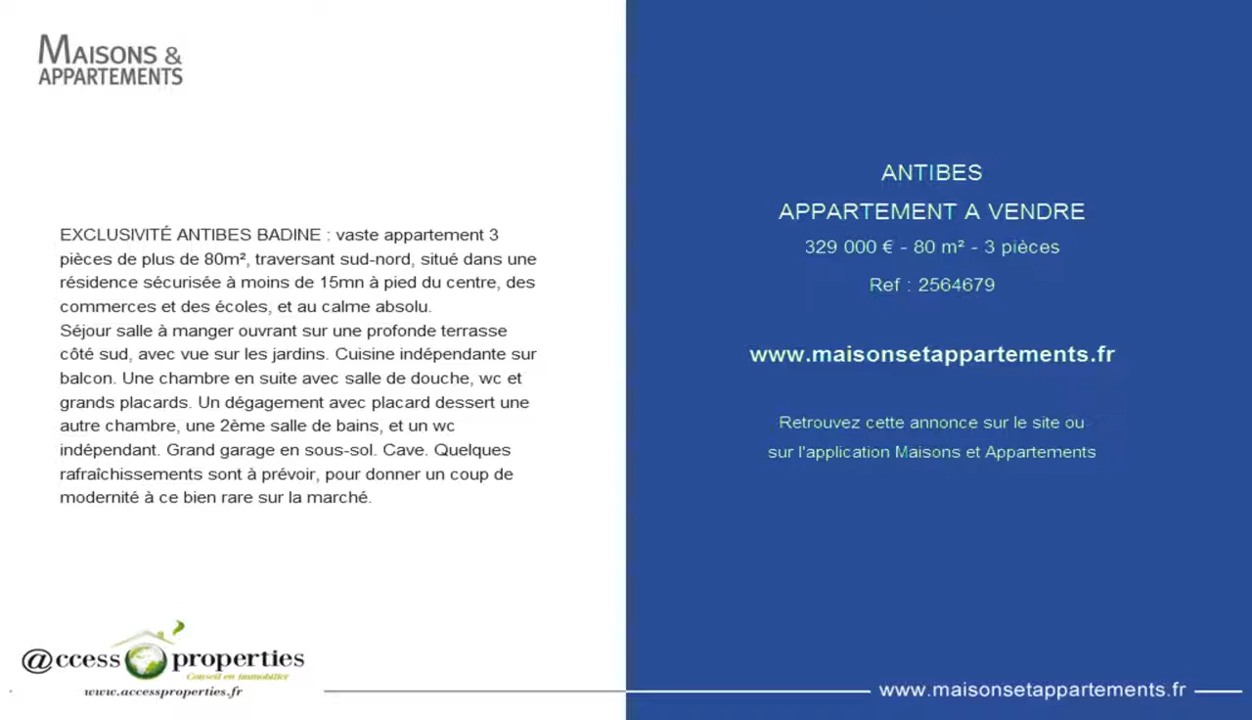 MAISONS &
APPARTEMENTS
EXCLUSIVITÉ ANTIBES BADINE : vaste appartement 3
pièces de plus de 80m², traversant sud-nord, situé dans une
résidence sécurisée à moins de 15mn à pied du centre, des
commerces et des écoles, et au calme absolu.
Séjour salle à manger ouvrant sur une profonde terrasse
côté sud, avec vue sur les jardins. Cuisine indépendante sur
balcon. Une chambre en suite avec salle de douche, wc et
grands placards. Un dégagement avec placard dessert une
autre chambre, une 2ème salle de bains, et un wc
indépendant. Grand garage en sous-sol. Cave. Quelques
rafraîchissements sont à prévoir, pour donner un coup de
modernité à ce bien rare sur la marché.
@ccess properties
Conseil en immobilier
www.accessproperties.fr
ANTIBES
APPARTEMENT A VENDRE
329 000 € - 80 m² - 3 pièces
Ref : 2564679
www.maisonsetappartements.fr
Retrouvez cette annonce sur le site ou
sur l'application Maisons et Appartements
www.maisonsetappartements.fr